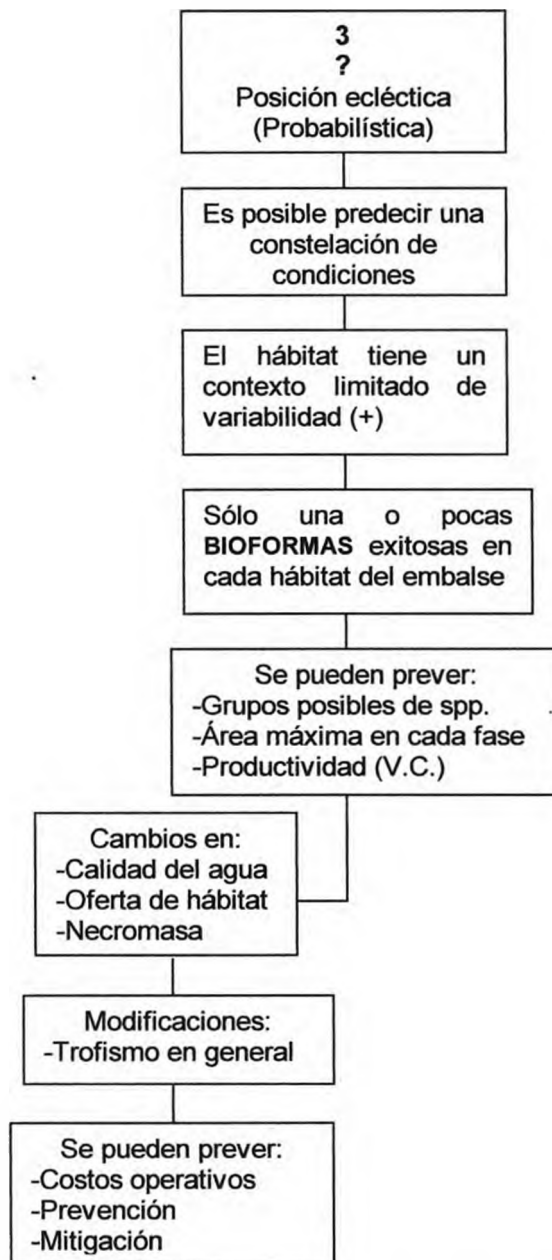 3
?
Posición ecléctica
(Probabilística)
Es posible predecir una
constelación de
condiciones
El hábitat tiene un
contexto limitado de
variabilidad (+)
Sólo una o pocas
BIOFORMAS exitosas en
cada hábitat del embalse
Se pueden prever:
-Grupos posibles de spp.
-Área máxima en cada fase
-Productividad (V.C.)
Cambios en:
-Calidad del agua
-Oferta de hábitat
-Necromasa
Modificaciones:
-Trofismo en general
Se pueden prever:
-Costos operativos
-Prevención
-Mitigación